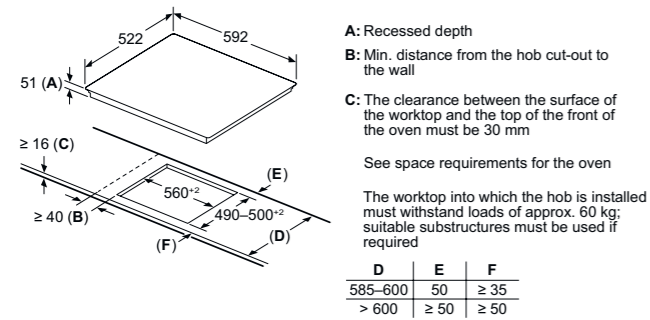 522
592
51 (A)
≥ 16 (C)
≥ 40 (B)
560⁺²
490–500⁺²
(E)
(D)
(F)
A: Recessed depth
B: Min. distance from the hob cut-out to
the wall
C: The clearance between the surface of
the worktop and the top of the front of
the oven must be 30 mm
See space requirements for the oven
The worktop into which the hob is installed
must withstand loads of approx. 60 kg;
suitable substructures must be used if
required
D E F
585–600 50 ≥ 35
> 600 ≥ 50 ≥ 50